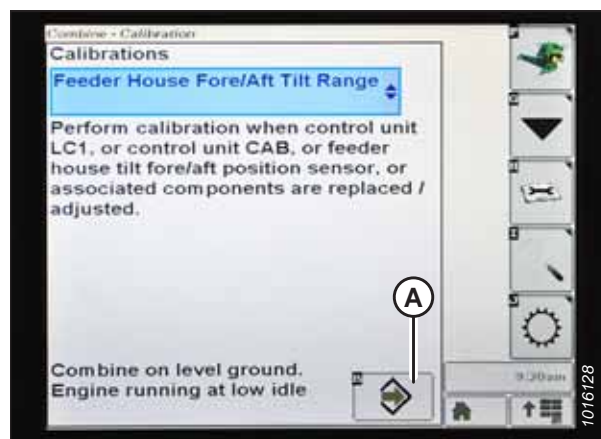 Combine - Calibration
Calibrations
Feeder House Fore/Aft Tilt Range
Perform calibration when control unit
LC1, or control unit CAB, or feeder
house tilt fore/aft position sensor, or
associated components are replaced /
adjusted.
A
Combine on level ground.
Engine running at low idle
9:20am
1016128